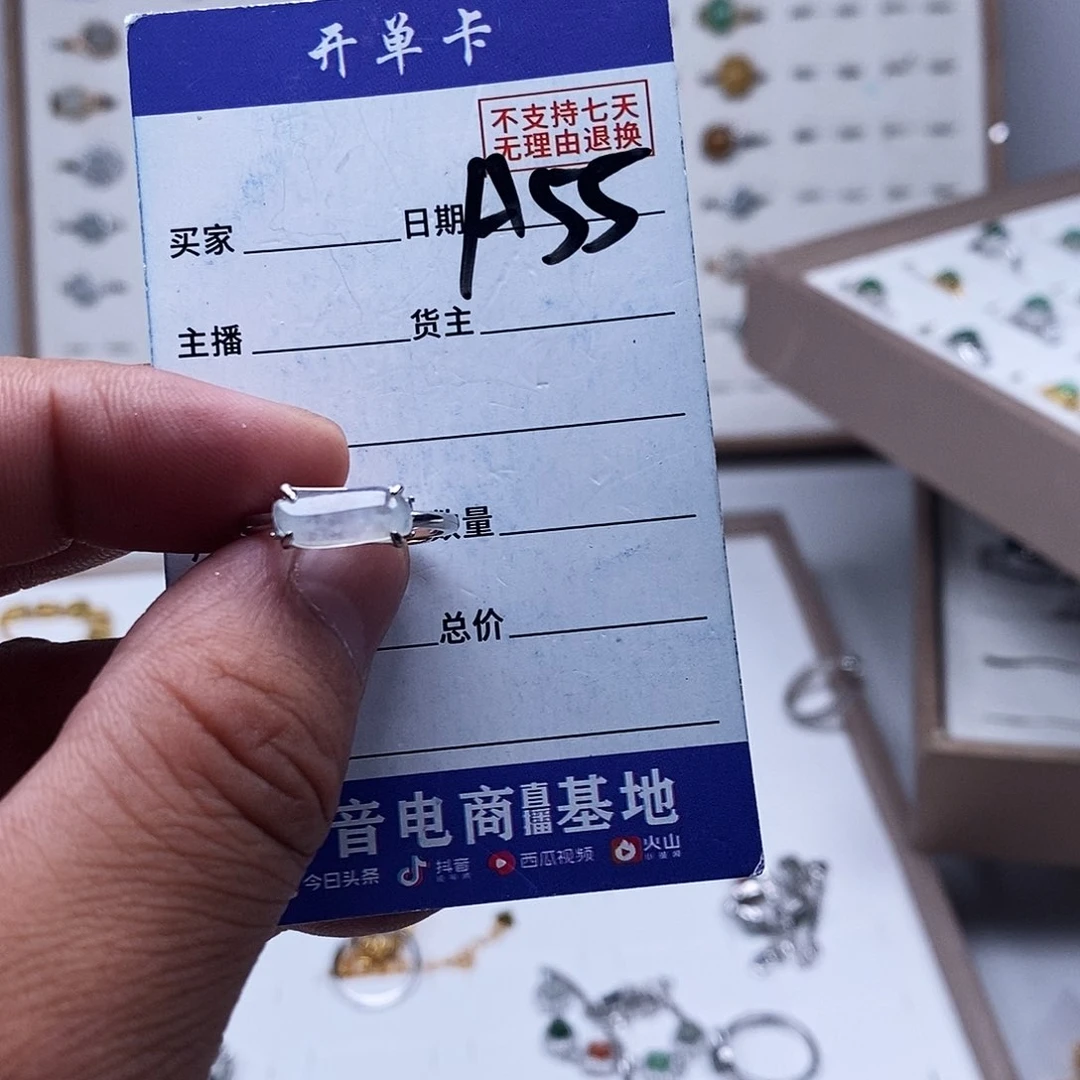 开单卡
不支持七天
无理由退换
A55
买家 日期
主播 货主
数量
总价
音电商直播基地
今日头条 抖音 西瓜视频 火山